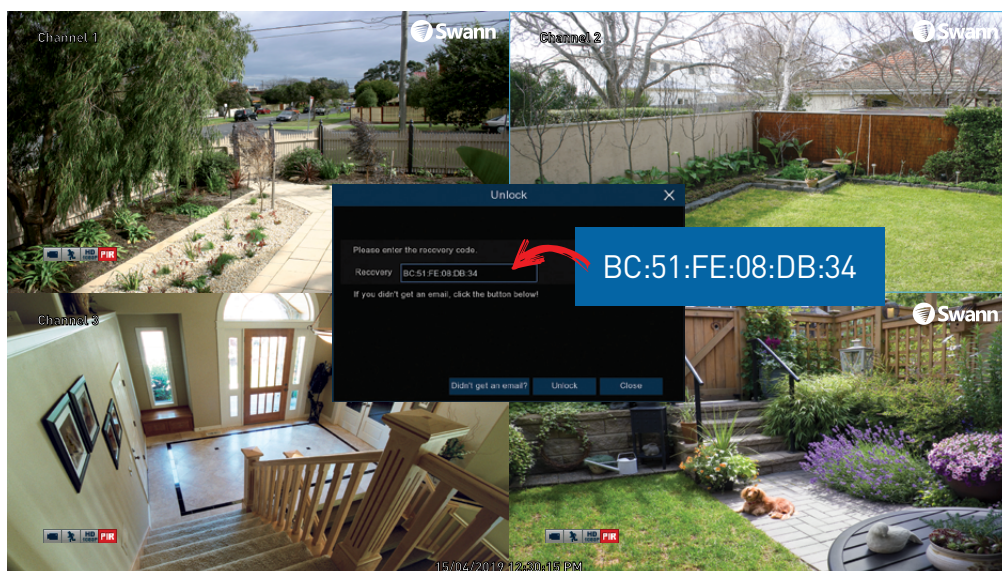 Channel 1
Swann
Channel 2
Swann
HD
1080P
PIR
Unlock
Please enter the recovery code.
Recovery BC:51:FE:08:DB:34
If you didn't get an email, click the button below!
Didn't get an email? Unlock Close
BC:51:FE:08:DB:34
Channel 3
Swann
HD
1080P
PIR
HD
1080P
PIR
15/04/2019 12:30:15 PM